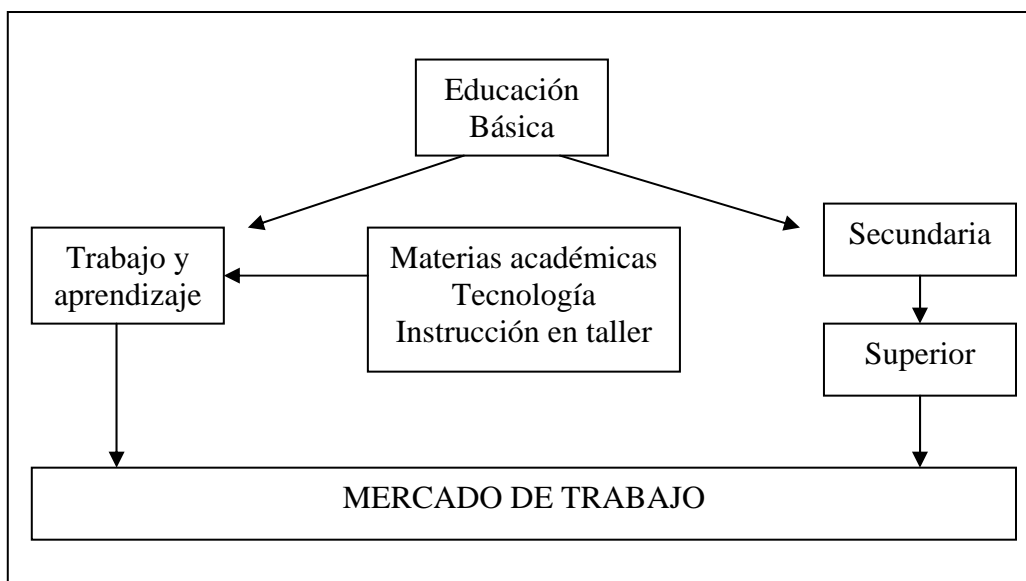 Educación
Básica
Trabajo y
aprendizaje
Materias académicas
Tecnología
Instrucción en taller
Secundaria
Superior
MERCADO DE TRABAJO